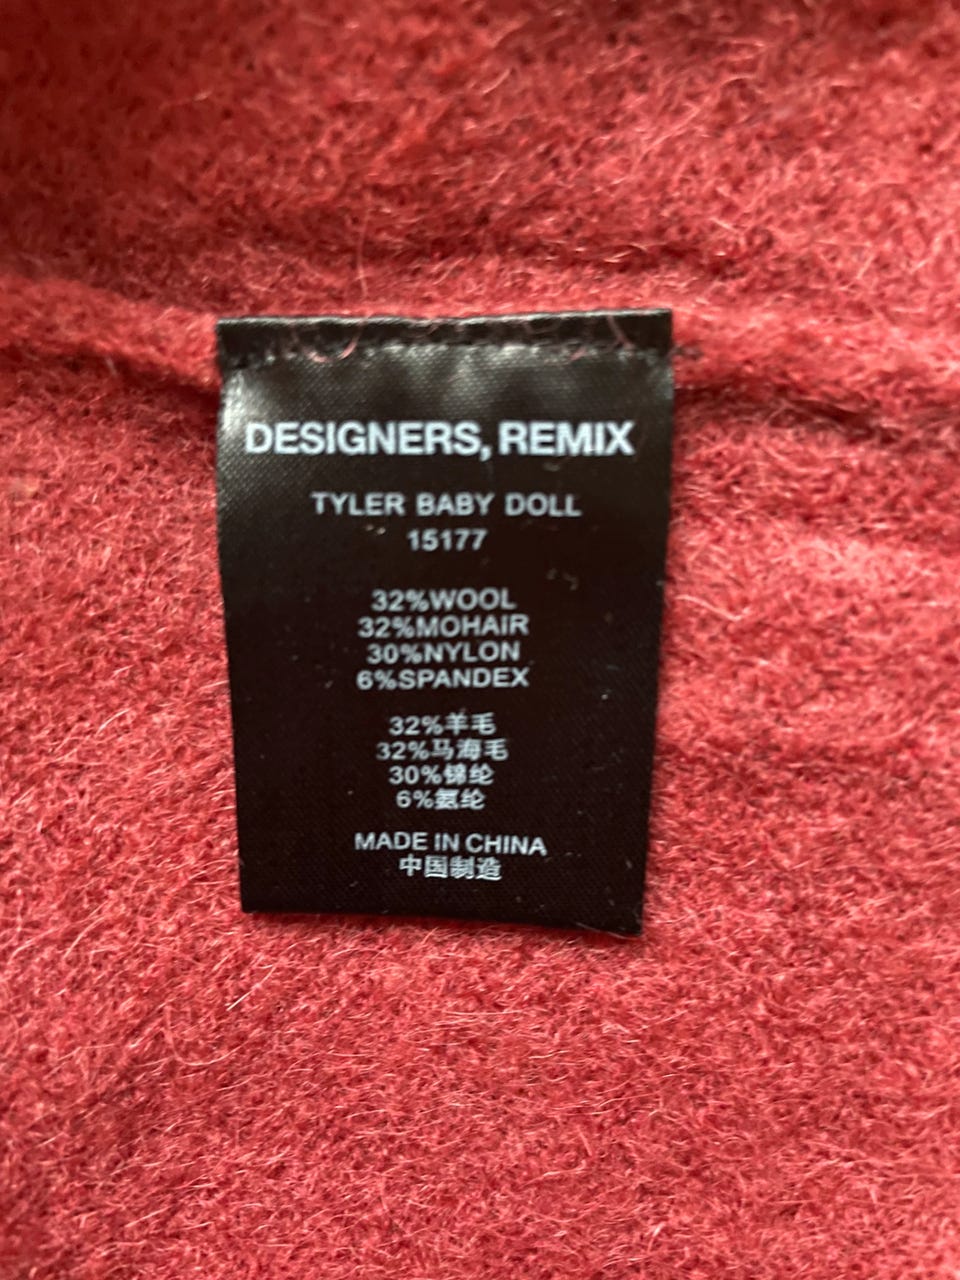 DESIGNERS, REMIX
TYLER BABY DOLL
15177
32%WOOL
32%MOHAIR
30%NYLON
6%SPANDEX
32%羊毛
32%马海毛
30%锦纶
6%氨纶
MADE IN CHINA
中国制造